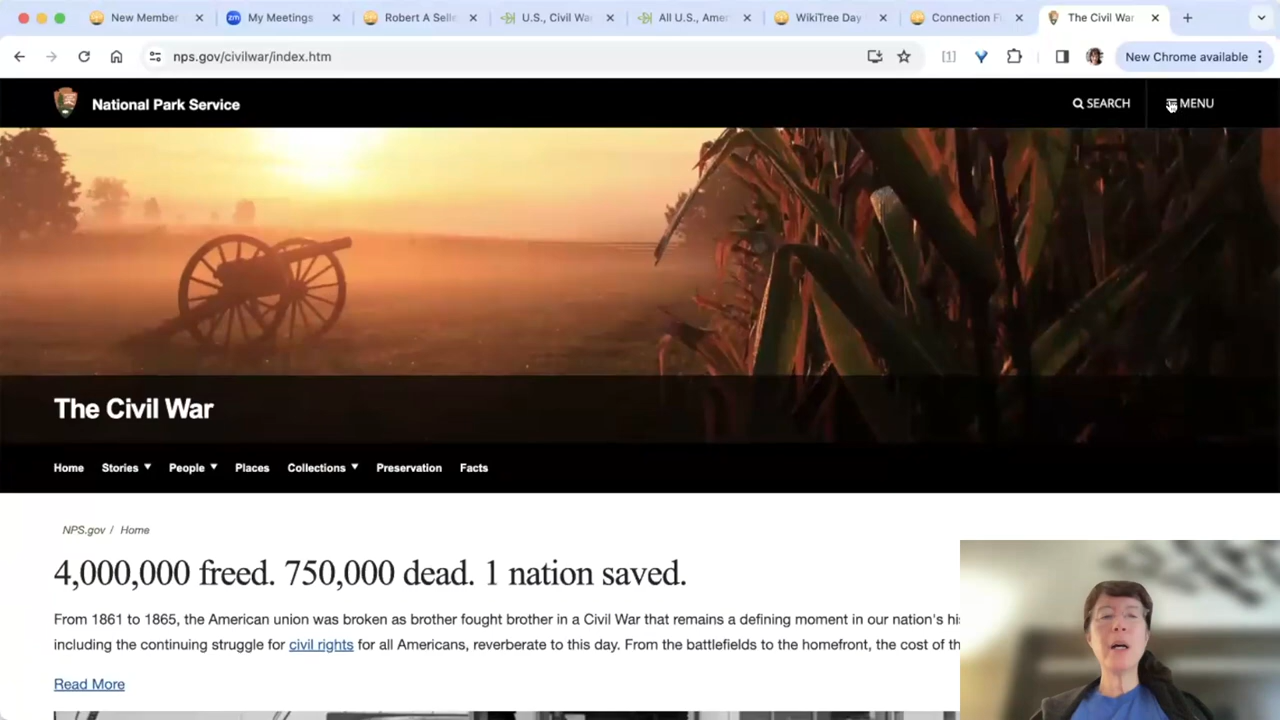 New Member
My Meetings
Robert A Selle
U.S., Civil Wa
All U.S., Amer
WikiTree Day
Connection Fi
The Civil War
nps.gov/civilwar/index.htm
[1]
New Chrome available
National Park Service
SEARCH
MENU
The Civil War
Home Stories People Places Collections Preservation Facts
NPS.gov / Home
4,000,000 freed. 750,000 dead. 1 nation saved.
From 1861 to 1865, the American union was broken as brother fought brother in a Civil War that remains a defining moment in our nation's hi
including the continuing struggle for civil rights for all Americans, reverberate to this day. From the battlefields to the homefront, the cost of th
Read More